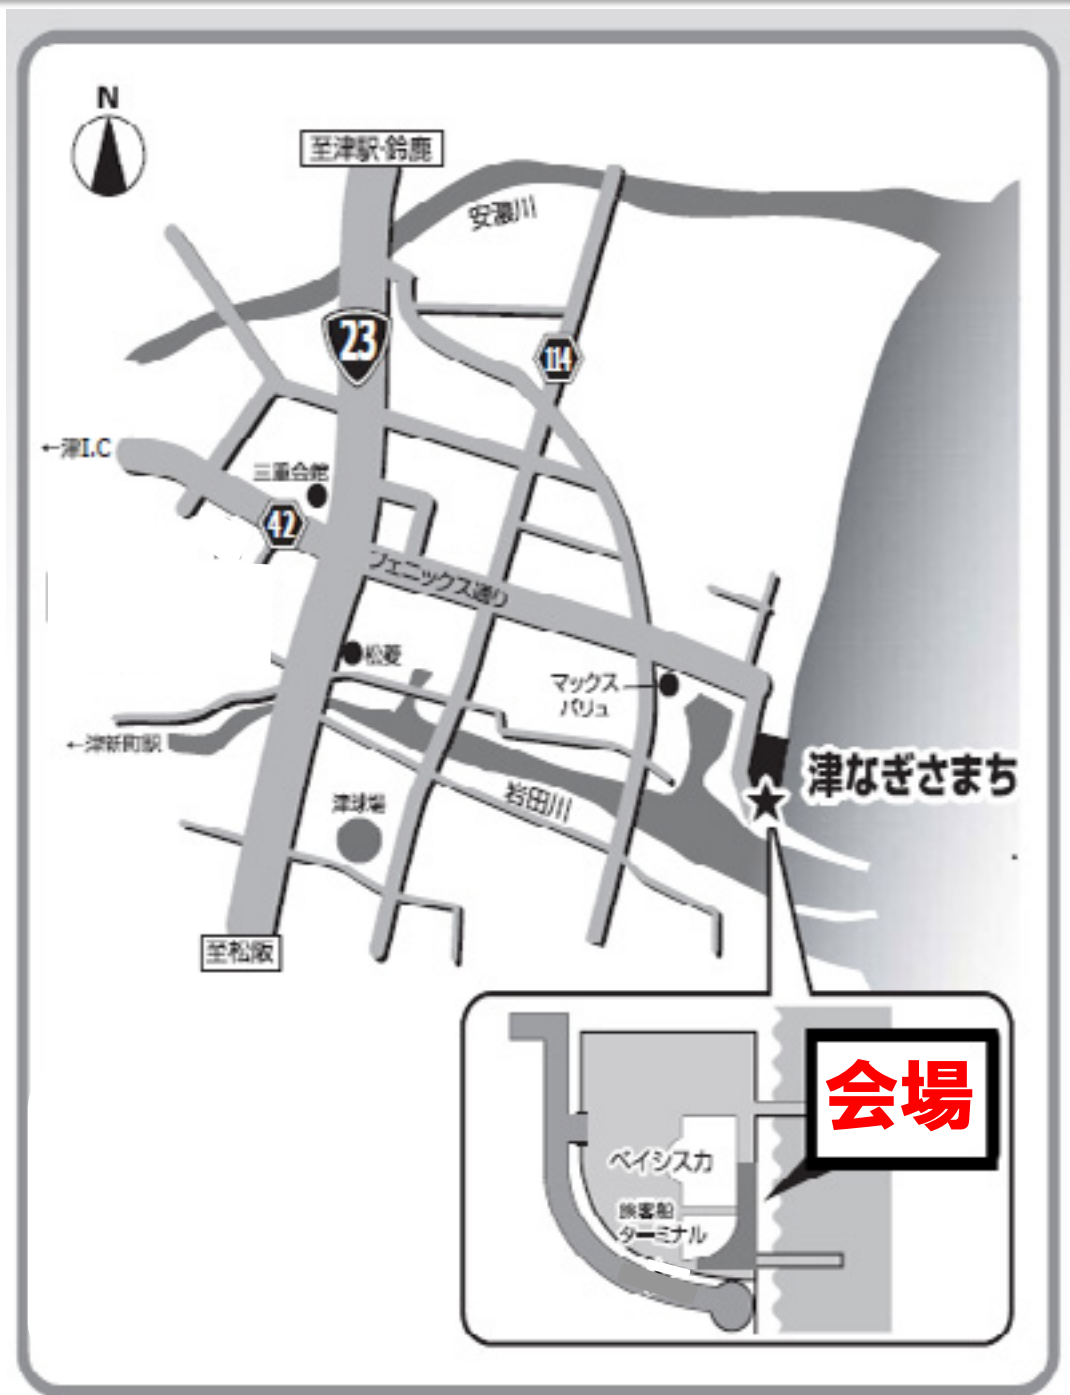 N
至津駅・鈴鹿
安濃川
23
114
←津I.C
三重会館
42
フェニックス通り
松菱
マックス
バリュ
←津新町駅
津なぎさまち
岩田川
津球場
至松阪
会場
ベイシスカ
旅客船
ターミナル